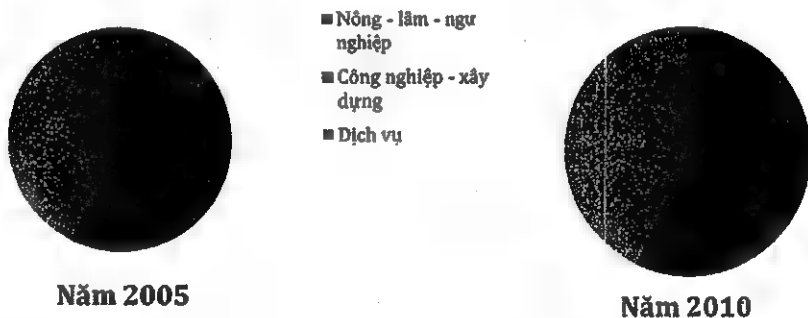 Nông - lâm - ngư
nghiệp
Công nghiệp - xây
dựng
Dịch vụ
Năm 2005
Năm 2010